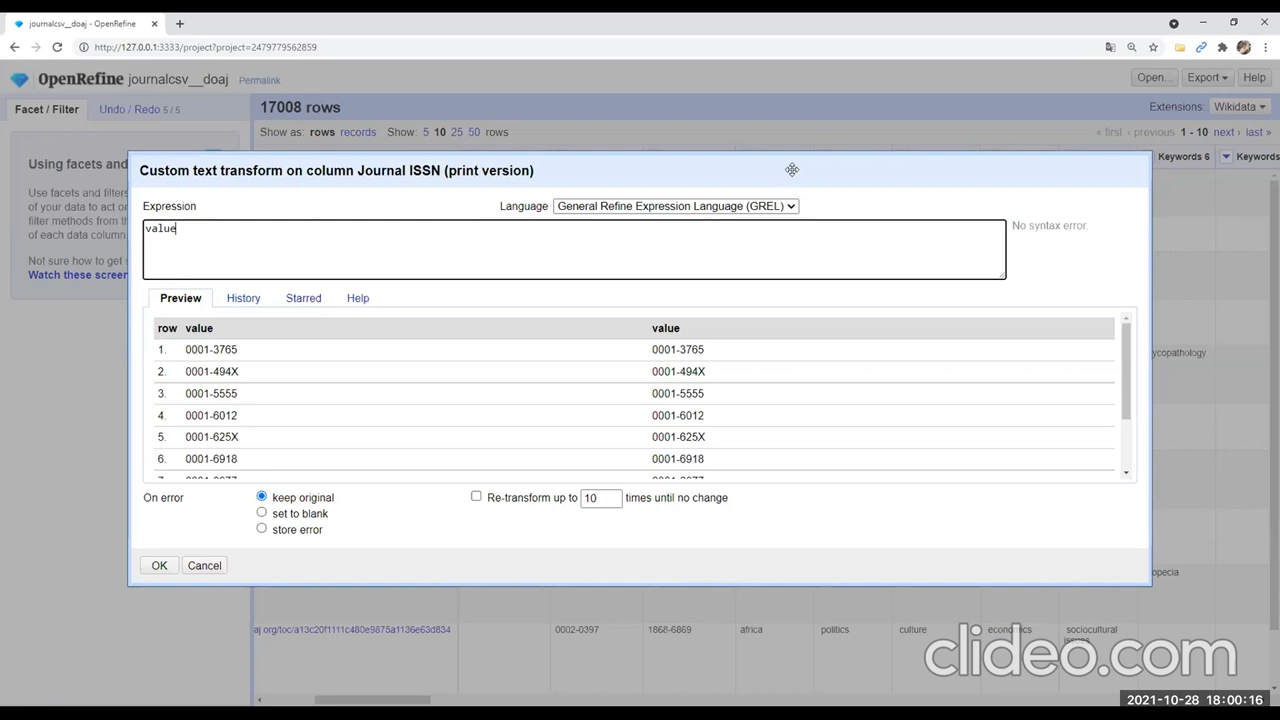 journalcsv__doaj - OpenRefine
http://127.0.0.1:3333/project?project=2479779562859
OpenRefine journalcsv__doaj Permalink
Open... Export Help
Facet / Filter Undo / Redo 5 / 5
17008 rows
Extensions: Wikidata
Show as: rows records Show: 5 10 25 50 rows
« first ‹ previous 1 - 10 next › last »
Using facets and filters
Use facets and filters
of your data to act on
filter methods from the
of each data column
Not sure how to get
Watch these screen
Keywords 6 Keywords
Custom text transform on column Journal ISSN (print version)
Expression
Language General Refine Expression Language (GREL)
value
No syntax error.
Preview History Starred Help
row value value
1. 0001-3765 0001-3765
2. 0001-494X 0001-494X
3. 0001-5555 0001-5555
4. 0001-6012 0001-6012
5. 0001-625X 0001-625X
6. 0001-6918 0001-6918
On error
keep original
set to blank
store error
Re-transform up to 10 times until no change
OK Cancel
ycopathology
opecia
aj.org/toc/a13c20f1111c480e9875a1136e63d834 0002-0397 1868-6869 africa politics culture economics sociocultural
issues
clideo.com
2021-10-28 18:00:16